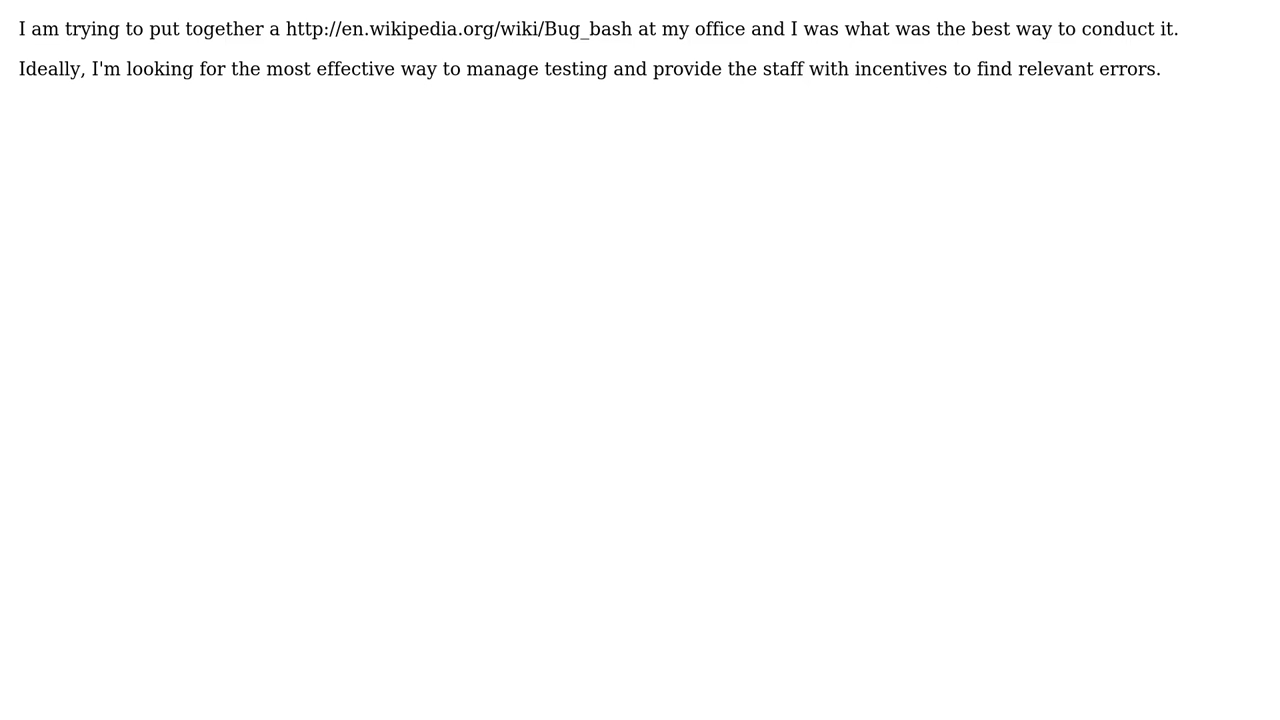 I am trying to put together a http://en.wikipedia.org/wiki/Bug_bash at my office and I was what was the best way to conduct it.
Ideally, I'm looking for the most effective way to manage testing and provide the staff with incentives to find relevant errors.